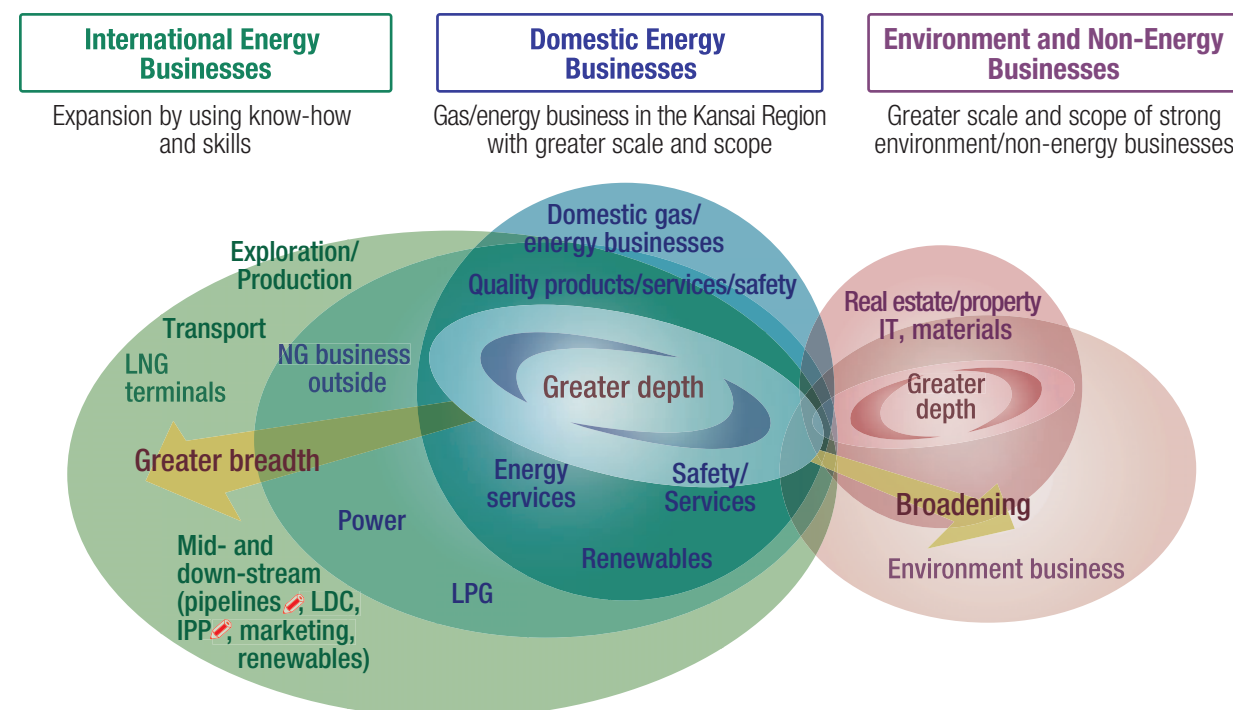 International Energy
Businesses
Expansion by using know-how
and skills
Domestic Energy
Businesses
Gas/energy business in the Kansai Region
with greater scale and scope
Environment and Non-Energy
Businesses
Greater scale and scope of strong
environment/non-energy businesses
Exploration/
Production
Transport
LNG
terminals
NG business
outside
Greater breadth
Power
Mid- and
down-stream
(pipelines, LDC,
IPP, marketing,
renewables)
LPG
Domestic gas/
energy businesses
Quality products/services/safety
Greater depth
Energy
services
Safety/
Services
Renewables
Real estate/property
IT, materials
Greater
depth
Broadening
Environment business